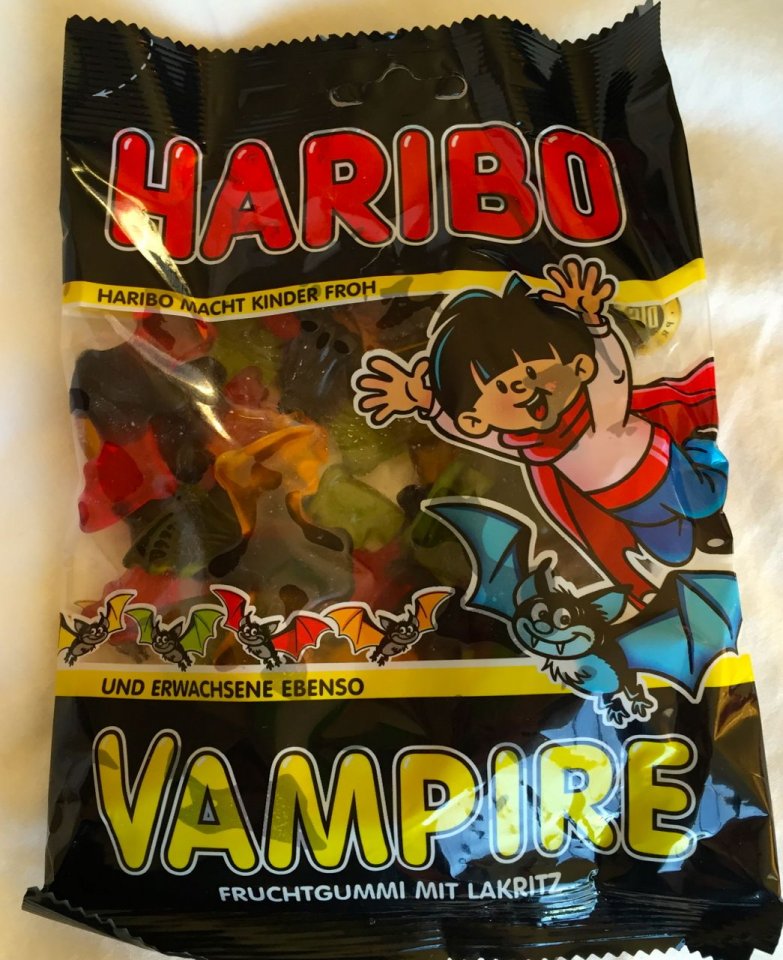 HARIBO
HARIBO MACHT KINDER FROH
UND ERWACHSENE EBENSO
VAMPIRE
FRUCHTGUMMI MIT LAKRITZ